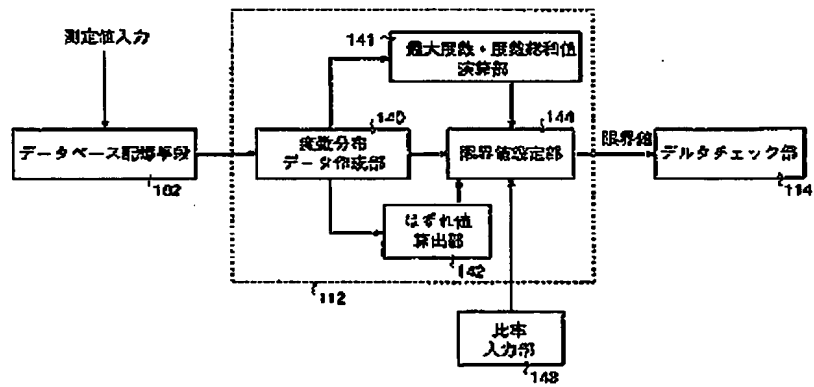 測定値入力
141
最大度数・度数総和値
演算部
140
144
データベース記憶手段
度数分布
データ作成部
限界値設定部
限界値
デルタチェック部
102
114
はずれ値
算出部
142
112
比率
入力部
143